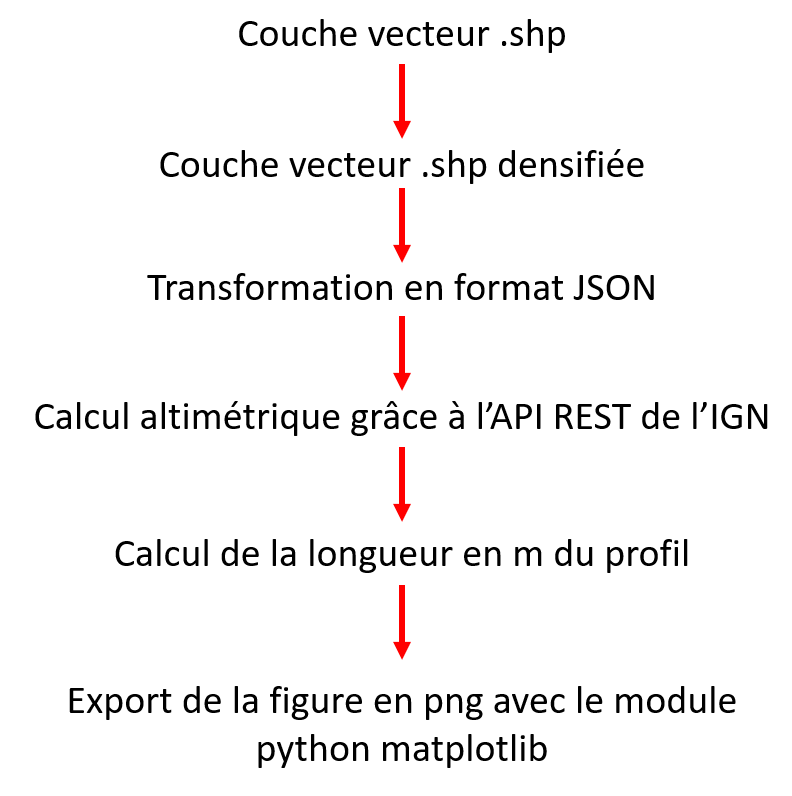 Couche vecteur .shp
Couche vecteur .shp densifiée
Transformation en format JSON
Calcul altimétrique grâce à l’API REST de l’IGN
Calcul de la longueur en m du profil
Export de la figure en png avec le module
python matplotlib